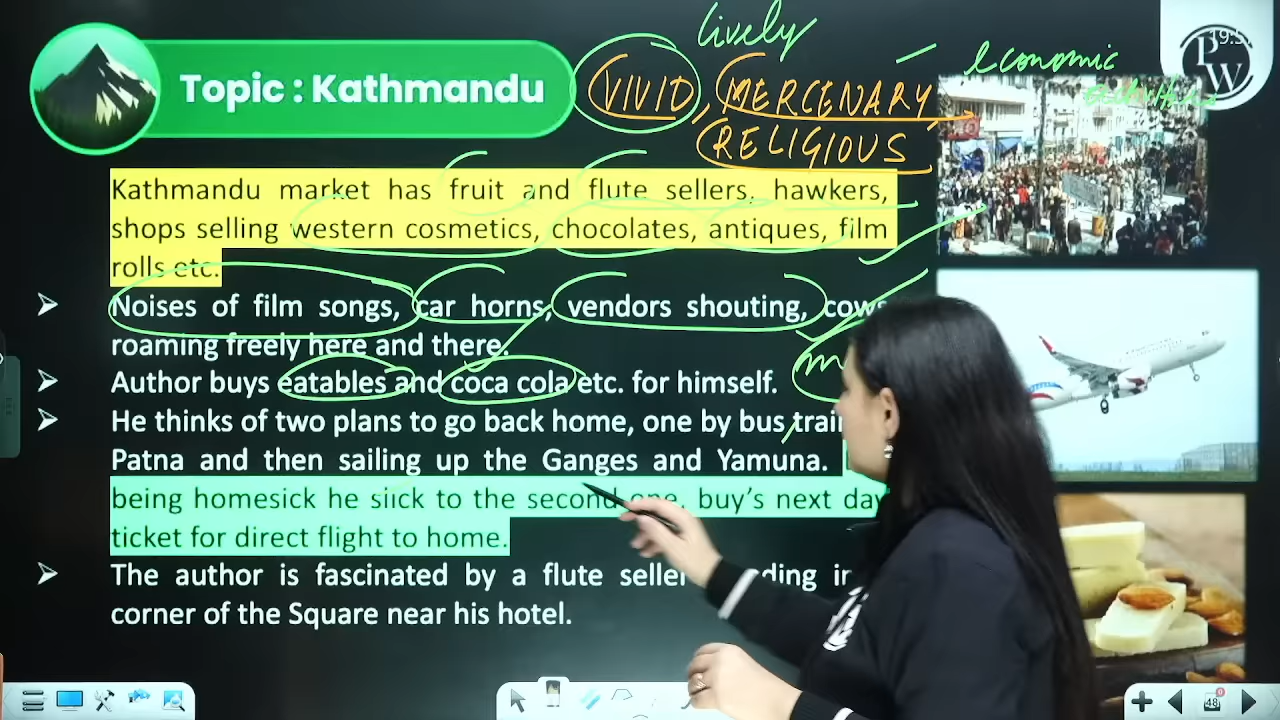 lively
economic
19:5
PW
Topic : Kathmandu
VIVID, MERCENARY,
RELIGIOUS
Kathmandu market has fruit and flute sellers, hawkers,
shops selling western cosmetics, chocolates, antiques, film
rolls etc.
➤ Noises of film songs, car horns, vendors shouting, cows
roaming freely here and there.
➤ Author buys eatables and coca cola etc. for himself.
➤ He thinks of two plans to go back home, one by bus train
Patna and then sailing up the Ganges and Yamuna.
being homesick he slick to the second one, buy's next day
ticket for direct flight to home.
➤ The author is fascinated by a flute seller
corner of the Square near his hotel.
48